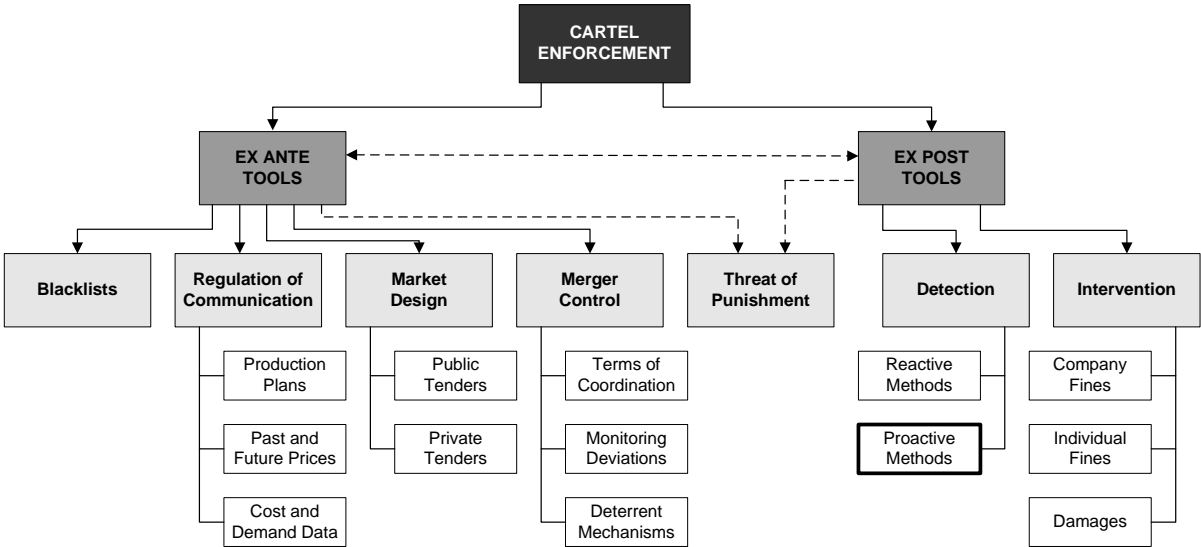 CARTEL
ENFORCEMENT
EX ANTE
TOOLS
EX POST
TOOLS
Blacklists
Regulation of
Communication
Market
Design
Merger
Control
Threat of
Punishment
Detection
Intervention
Production
Plans
Public
Tenders
Terms of
Coordination
Reactive
Methods
Company
Fines
Past and
Future Prices
Private
Tenders
Monitoring
Deviations
Proactive
Methods
Individual
Fines
Cost and
Demand Data
Deterrent
Mechanisms
Damages